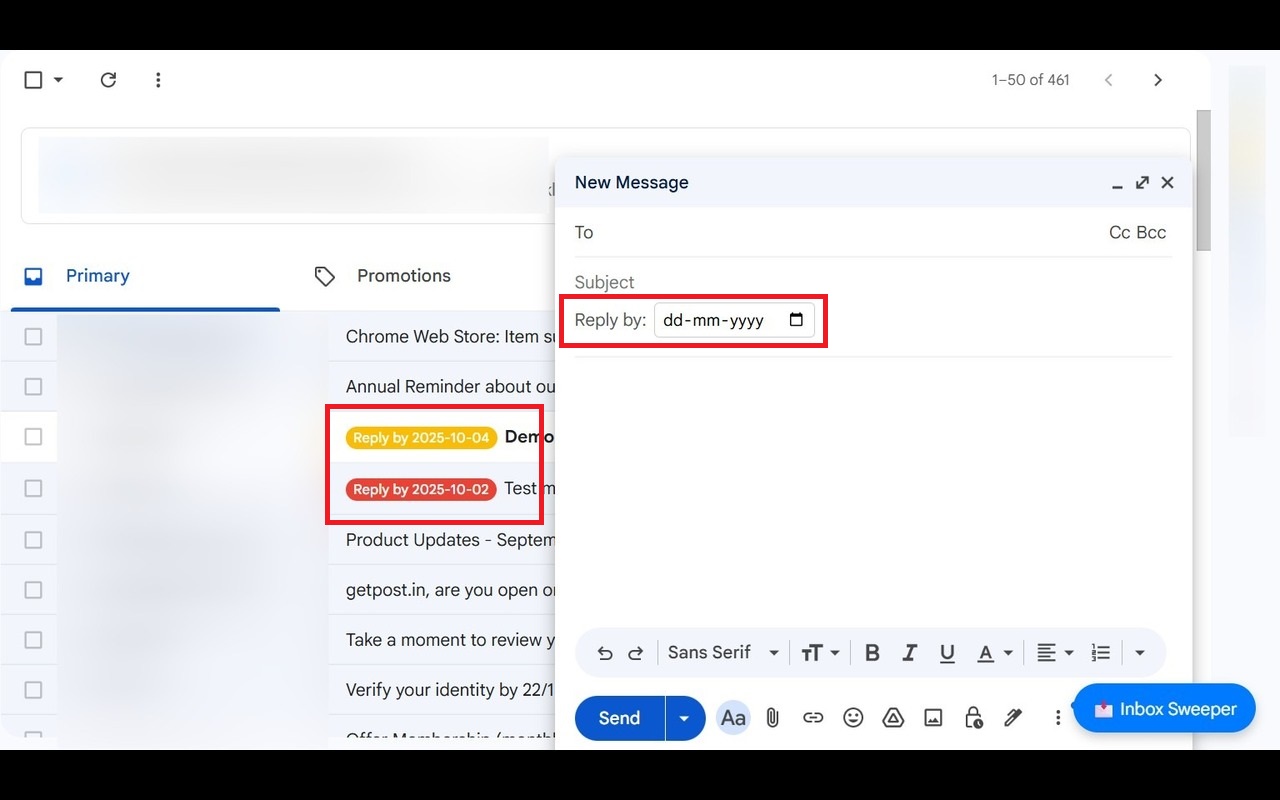 1–50 of 461
New Message
To
Cc Bcc
Subject
Reply by: dd-mm-yyyy
Primary
Promotions
Chrome Web Store: Item
Annual Reminder about
Reply by 2025-10-04 Demo
Reply by 2025-10-02 Test
Product Updates - Septem
getpost.in, are you open
Take a moment to review
Verify your identity by 22/1
Sans Serif
Send
Aa
Inbox Sweeper